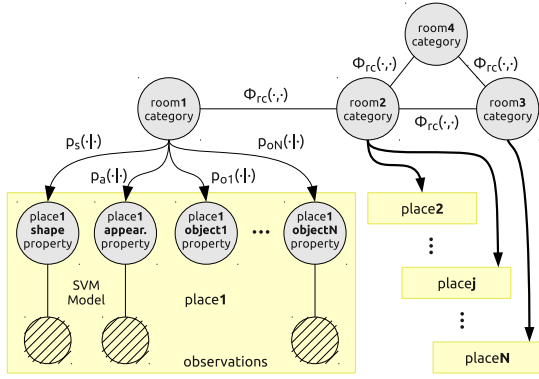 room4
category
Φrc(·,·)
Φrc(·,·)
room1
category
Φrc(·,·)
room2
category
Φrc(·,·)
room3
category
ps(·|·)
pa(·|·)
po1(·|·)
poN(·|·)
place1
shape
property
place1
appear.
property
place1
object1
property
...
place1
objectN
property
place2
...
SVM
Model
place1
placej
...
observations
placeN